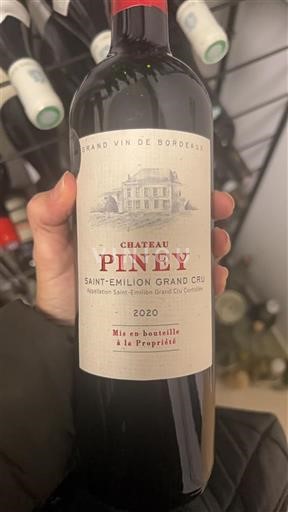 GRAND VIN DE BORDEAUX
CHATEAU
PINEY
SAINT-EMILION GRAND CRU
Appellation Saint-Emilion Grand Cru Contrôlée
2020
Mis en bouteille
à la Propriété